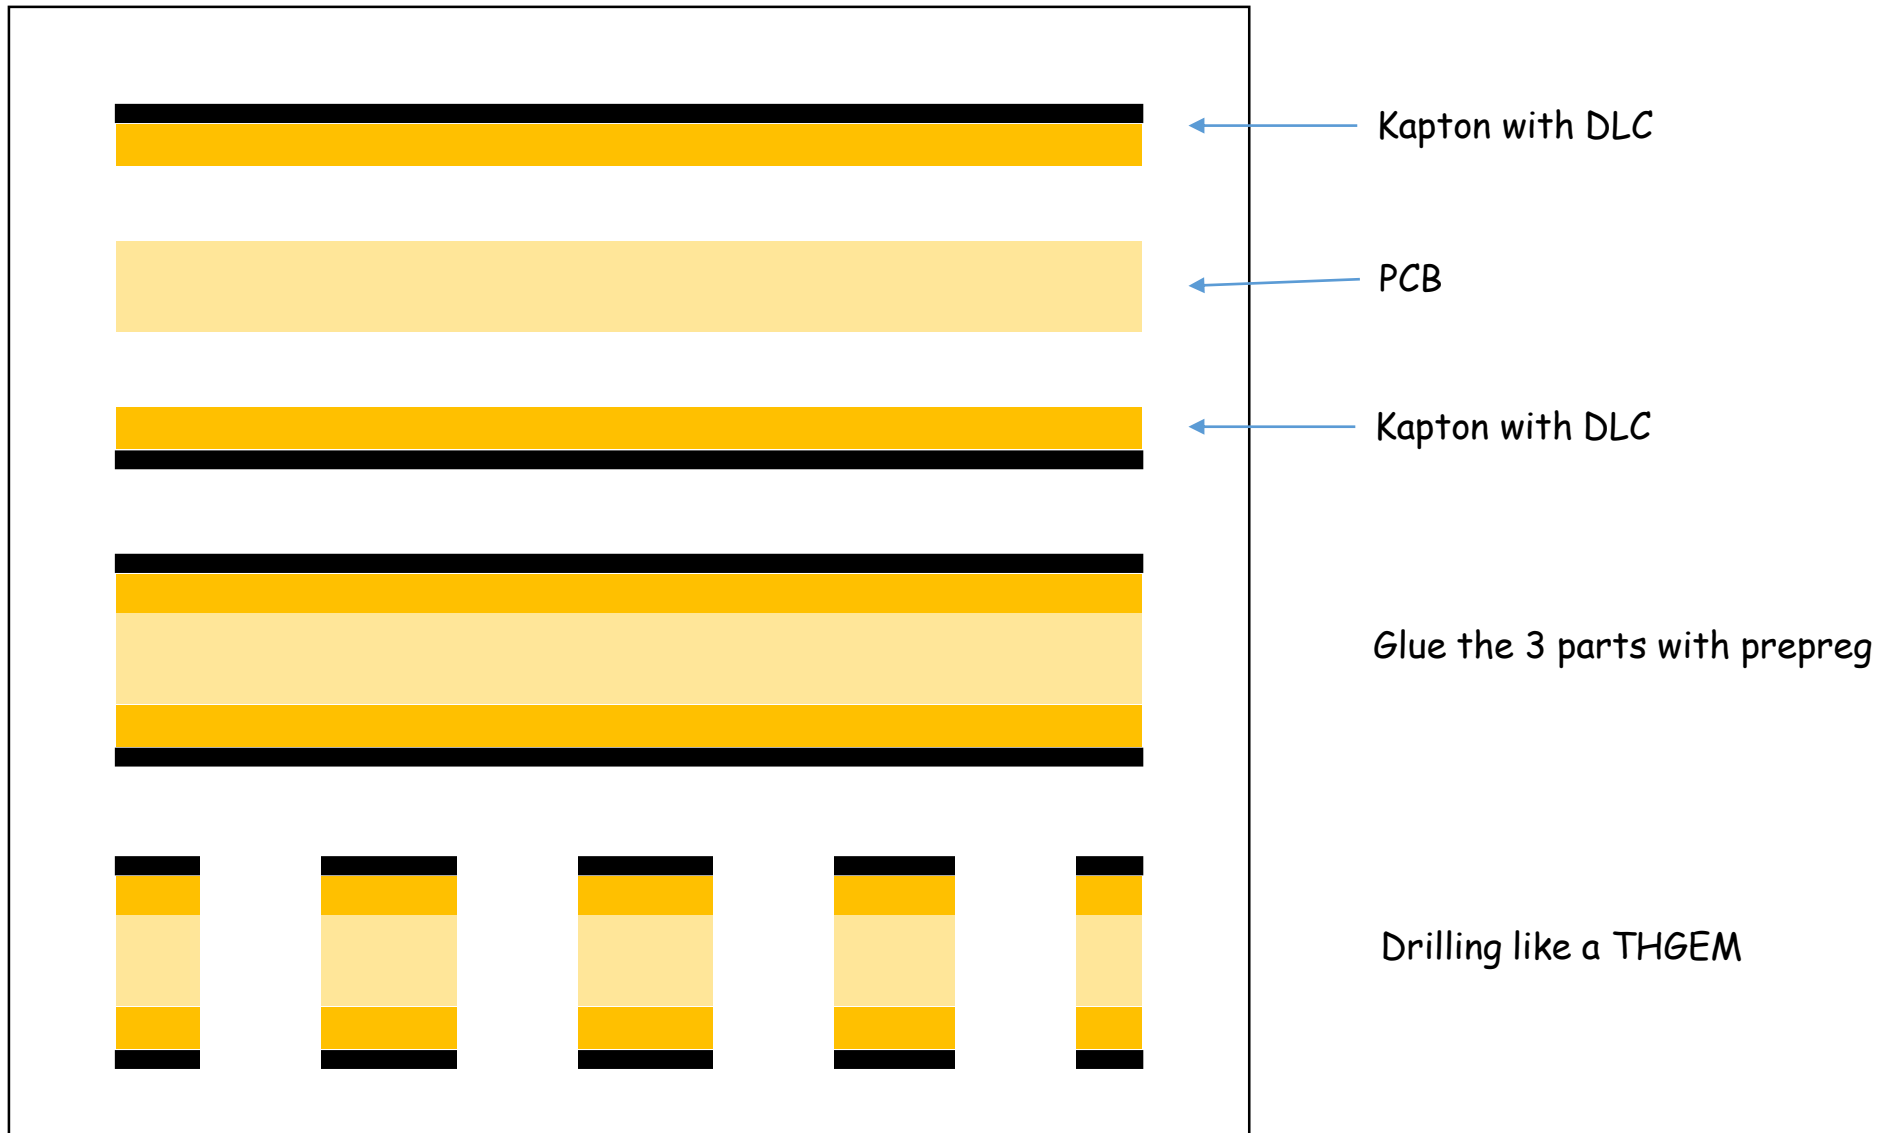 Kapton with DLC
PCB
Kapton with DLC
Glue the 3 parts with prepreg
Drilling like a THGEM